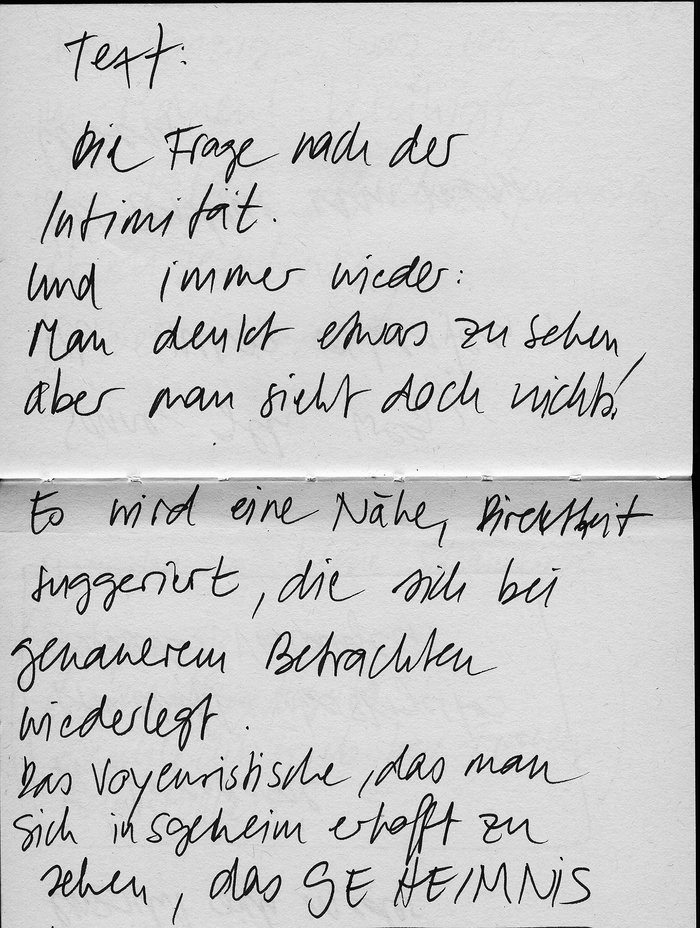 Text:
Die Frage nach der
Intimität.
Und immer wieder:
Man denkt etwas zu sehen,
aber man sieht doch nichts!
Es wird eine Nähe, Direktheit
suggeriert, die sich bei
genauerem Betrachten
wiederlegt.
Das Voyeuristische, das man
sich insgeheim erhofft zu
sehen, das GEHEIMNIS